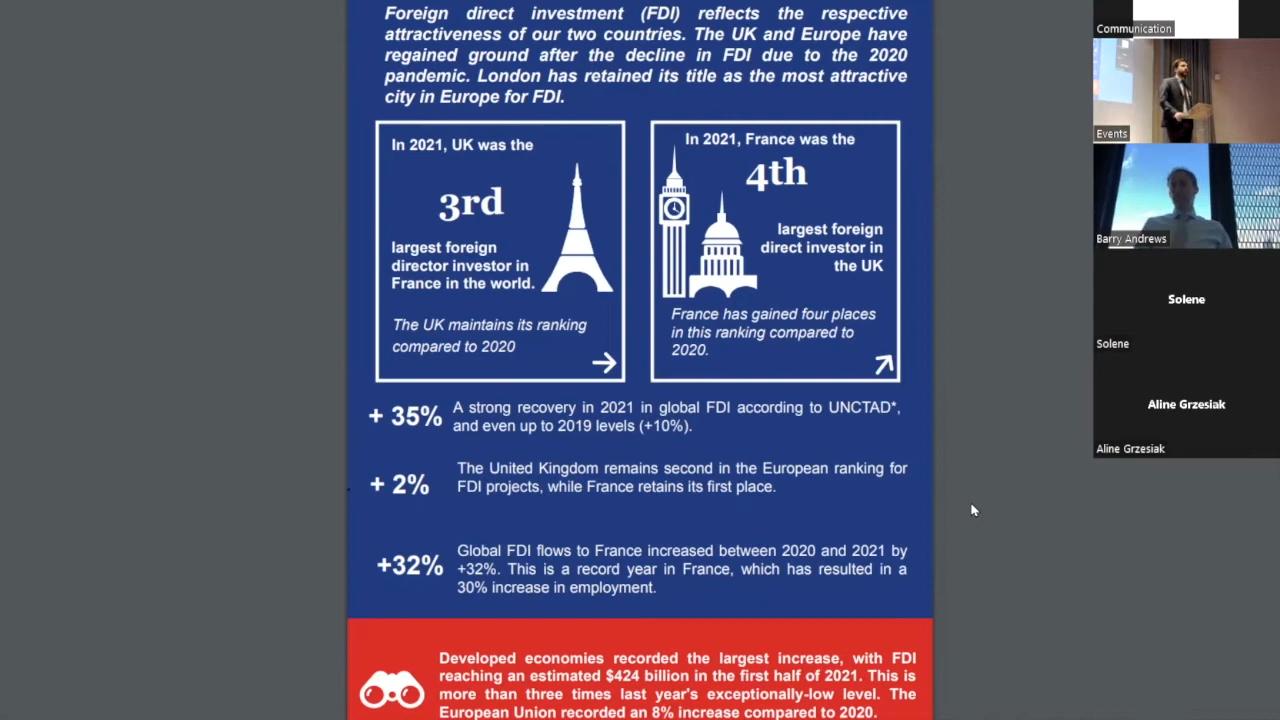 Foreign direct investment (FDI) reflects the respective
attractiveness of our two countries. The UK and Europe have
regained ground after the decline in FDI due to the 2020
pandemic. London has retained its title as the most attractive
city in Europe for FDI.
In 2021, UK was the
3rd
largest foreign
director investor in
France in the world.
The UK maintains its ranking
compared to 2020
In 2021, France was the
4th
largest foreign
direct investor in
the UK
France has gained four places
in this ranking compared to
2020.
+ 35%
A strong recovery in 2021 in global FDI according to UNCTAD*,
and even up to 2019 levels (+10%).
+ 2%
The United Kingdom remains second in the European ranking for
FDI projects, while France retains its first place.
+32%
Global FDI flows to France increased between 2020 and 2021 by
+32%. This is a record year in France, which has resulted in a
30% increase in employment.
Developed economies recorded the largest increase, with FDI
reaching an estimated $424 billion in the first half of 2021. This is
more than three times last year's exceptionally-low level. The
European Union recorded an 8% increase compared to 2020.
Communication
Events
Barry Andrews
Solene
Solene
Aline Grzesiak
Aline Grzesiak